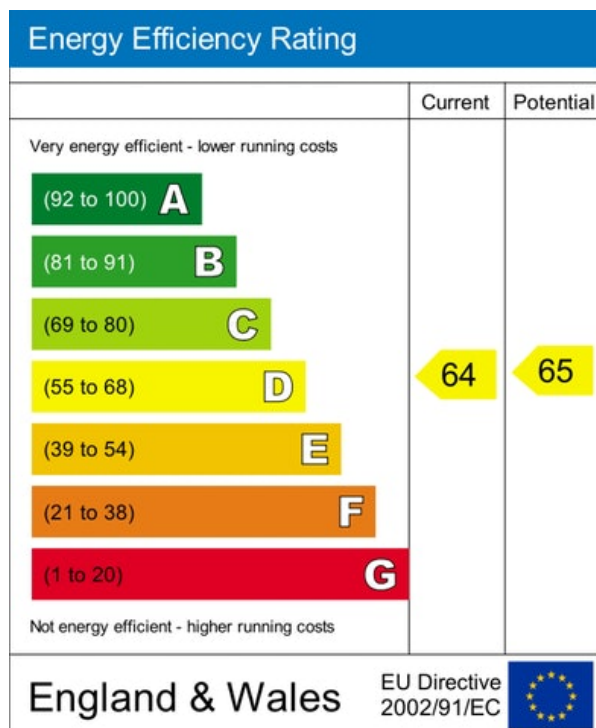 Energy Efficiency Rating
Current Potential
Very energy efficient - lower running costs
(92 to 100) A
(81 to 91) B
(69 to 80) C
(55 to 68) D
64 65
(39 to 54) E
(21 to 38) F
(1 to 20) G
Not energy efficient - higher running costs
England & Wales
EU Directive
2002/91/EC